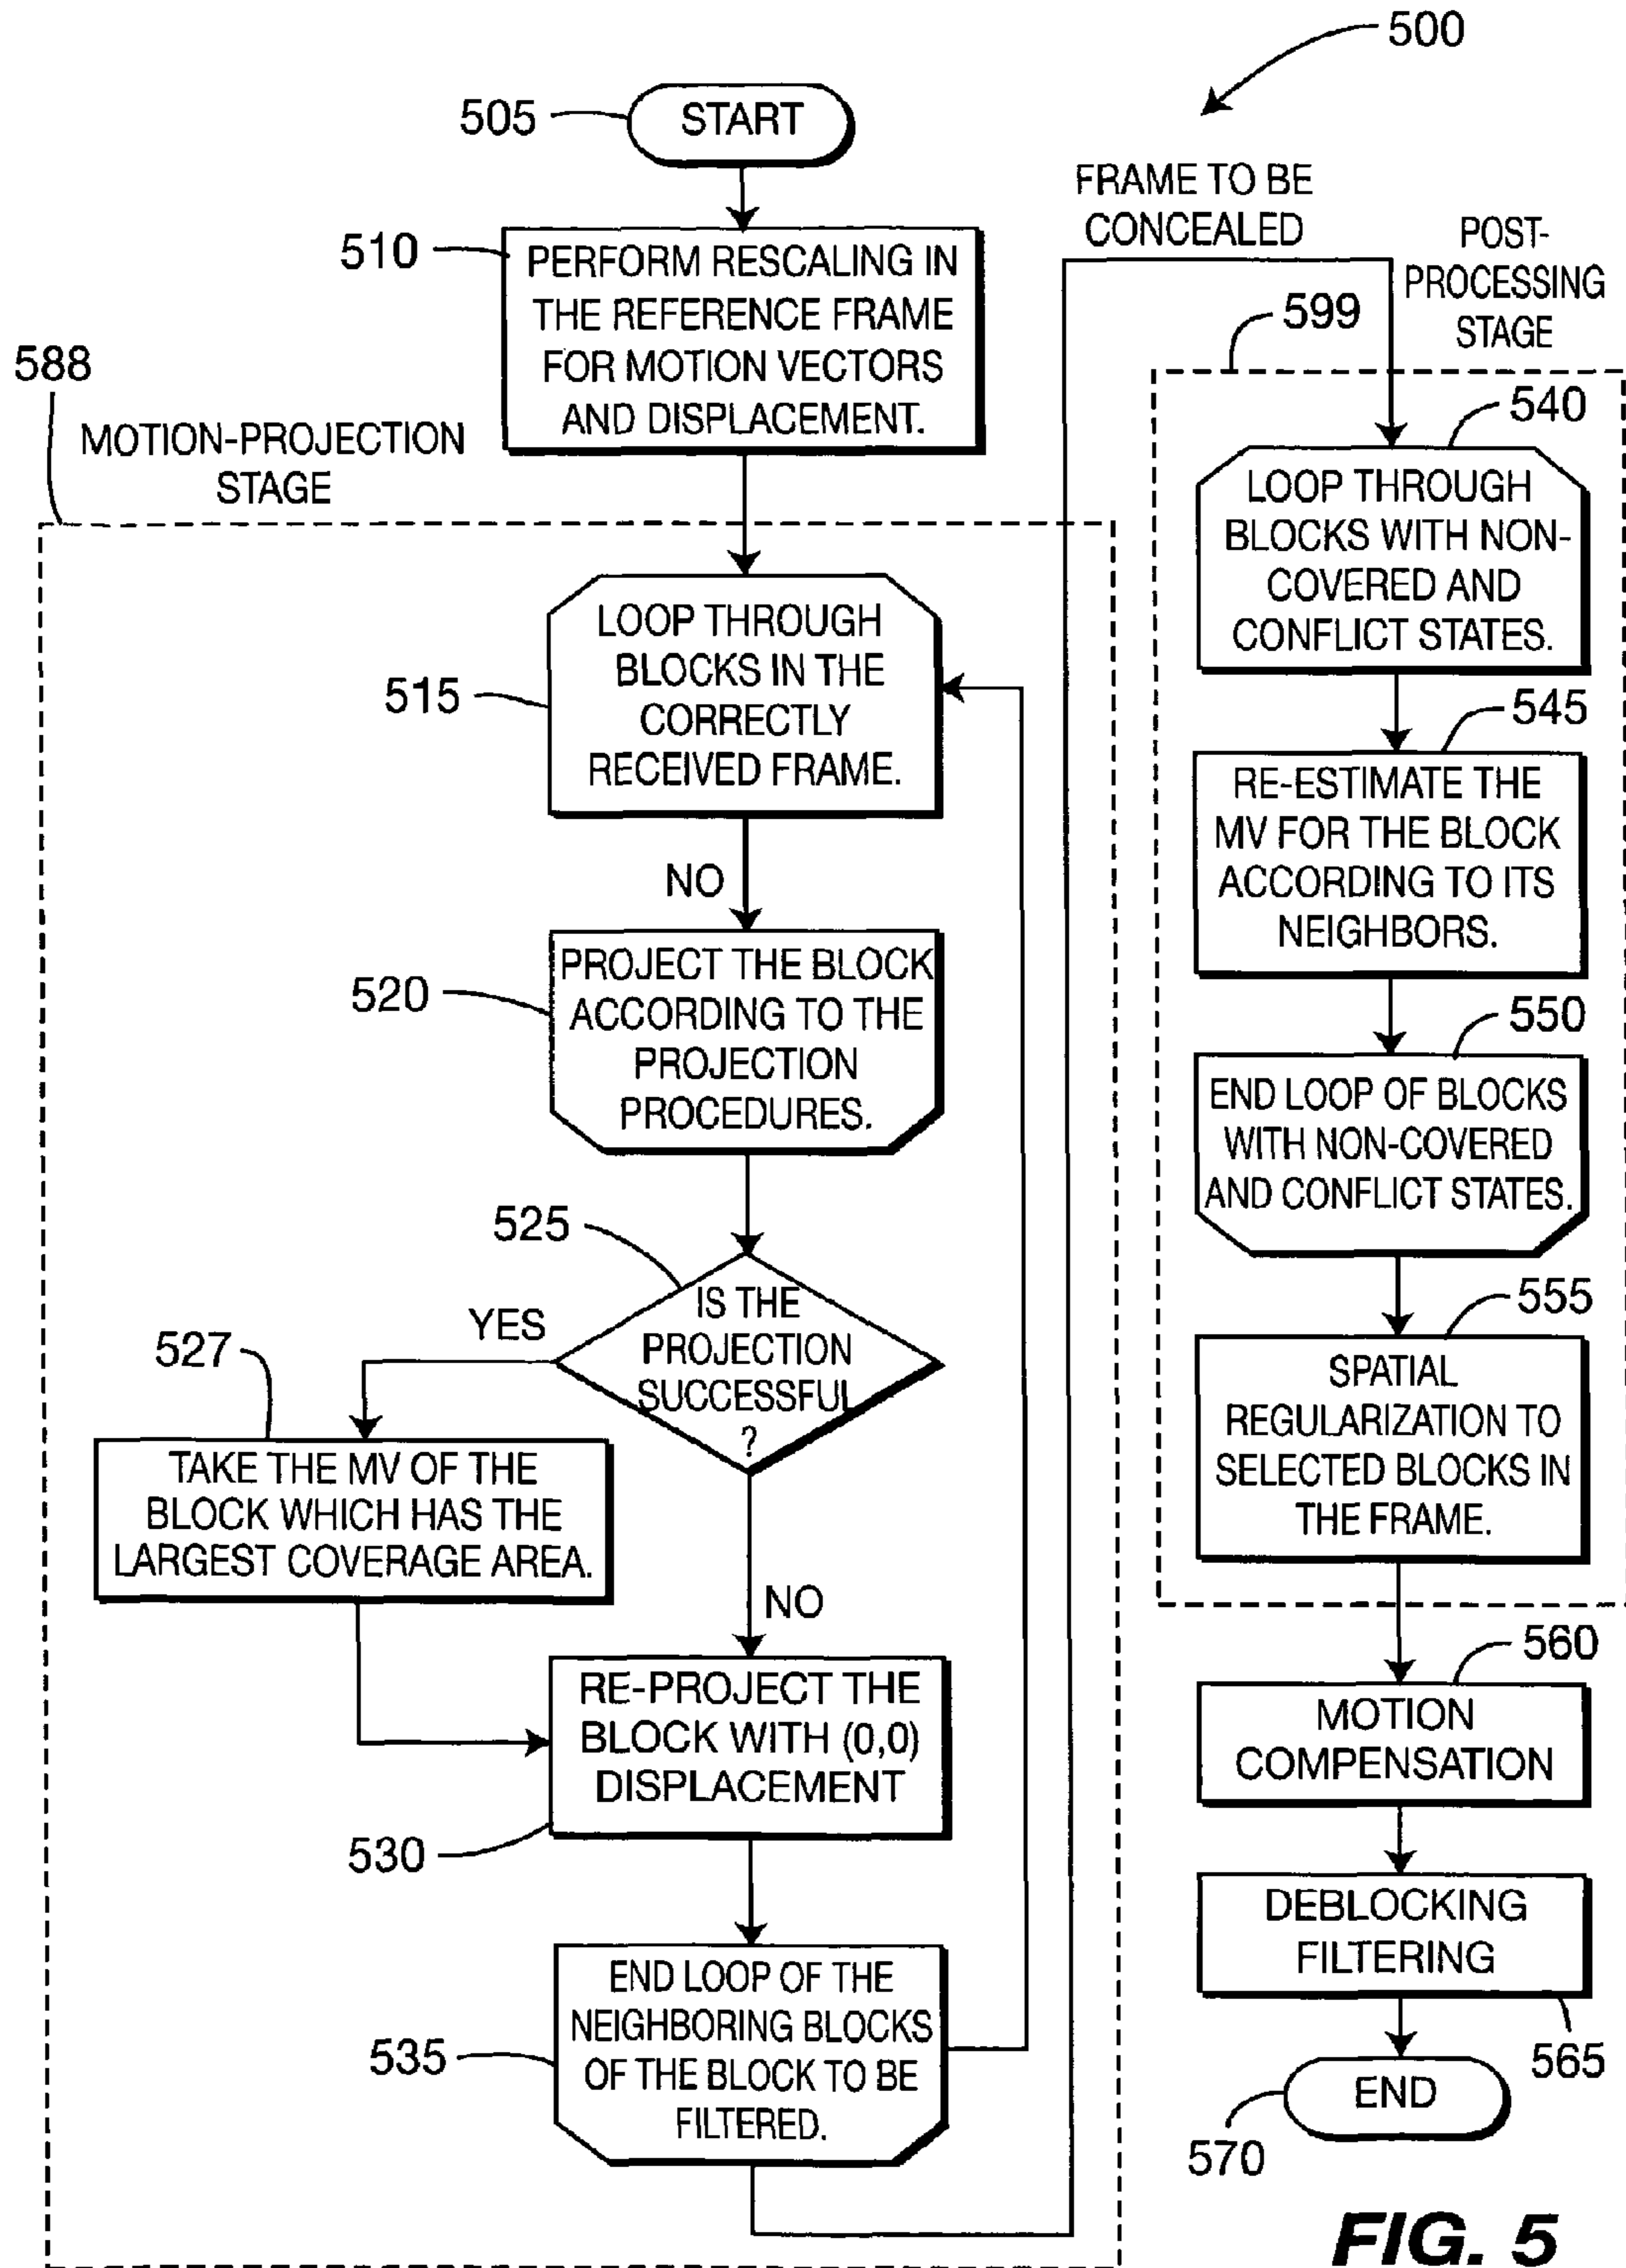 500
505
START
FRAME TO BE
CONCEALED
510
PERFORM RESCALING IN
THE REFERENCE FRAME
FOR MOTION VECTORS
AND DISPLACEMENT.
POST-
PROCESSING
STAGE
599
588
MOTION-PROJECTION
STAGE
515
LOOP THROUGH
BLOCKS IN THE
CORRECTLY
RECEIVED FRAME.
NO
520
PROJECT THE BLOCK
ACCORDING TO THE
PROJECTION
PROCEDURES.
525
IS THE
PROJECTION
SUCCESSFUL
?
YES
527
TAKE THE MV OF THE
BLOCK WHICH HAS THE
LARGEST COVERAGE AREA.
NO
RE-PROJECT THE
BLOCK WITH (0,0)
DISPLACEMENT
530
535
END LOOP OF THE
NEIGHBORING BLOCKS
OF THE BLOCK TO BE
FILTERED.
540
LOOP THROUGH
BLOCKS WITH NON-
COVERED AND
CONFLICT STATES.
545
RE-ESTIMATE THE
MV FOR THE BLOCK
ACCORDING TO ITS
NEIGHBORS.
550
END LOOP OF BLOCKS
WITH NON-COVERED
AND CONFLICT STATES.
555
SPATIAL
REGULARIZATION TO
SELECTED BLOCKS IN
THE FRAME.
560
MOTION
COMPENSATION
DEBLOCKING
FILTERING
565
END
570
FIG. 5